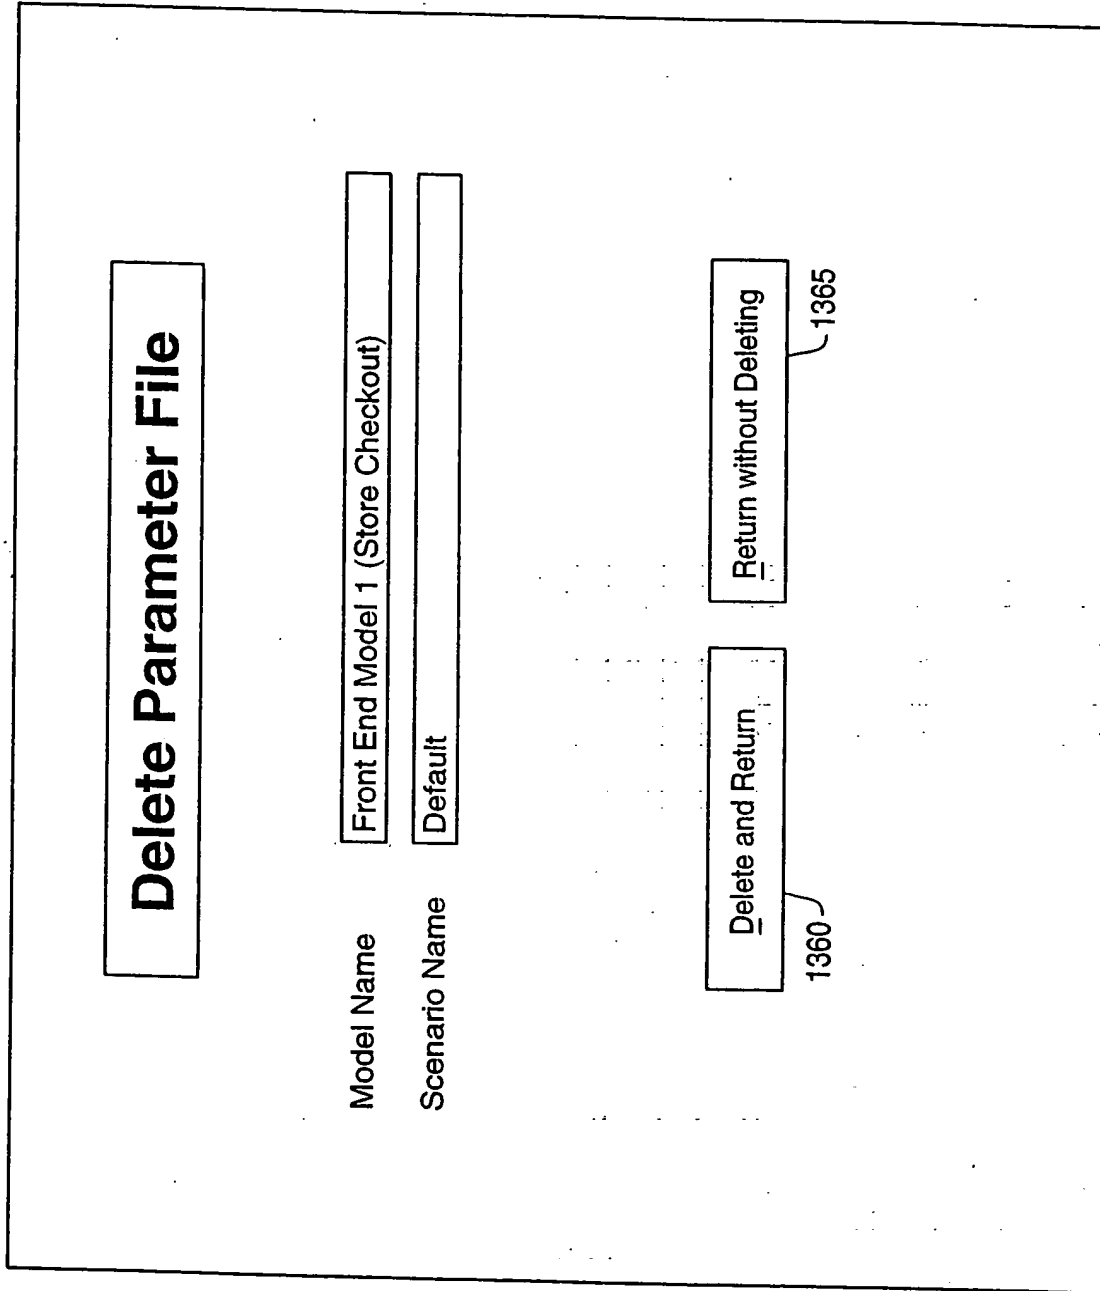 Delete Parameter File
Model Name Front End Model 1 (Store Checkout)
Scenario Name Default
Delete and Return Return without Deleting
1360 1365